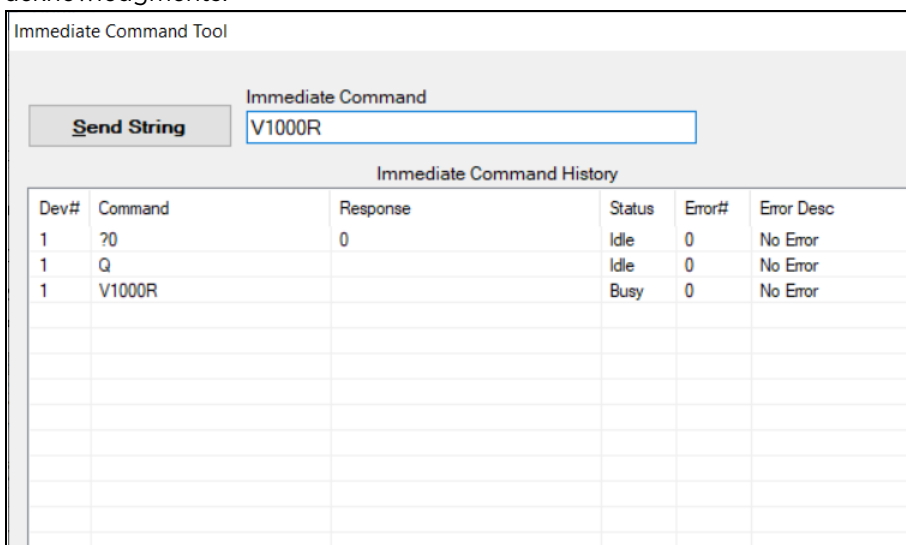 Immediate Command Tool
Immediate Command
Send String V1000R
Immediate Command History
Dev# Command Response Status Error# Error Desc
1 ?0 0 Idle 0 No Error
1 Q Idle 0 No Error
1 V1000R Busy 0 No Error